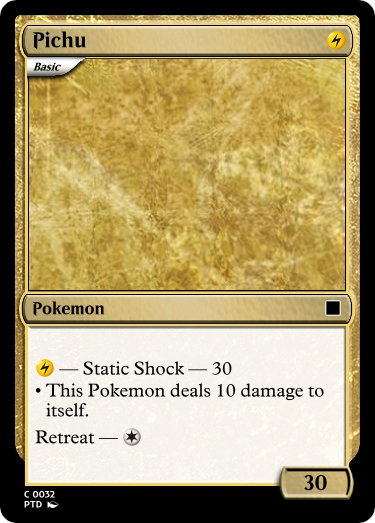 Pichu
Basic
Pokemon
— Static Shock — 30
• This Pokemon deals 10 damage to
itself.
Retreat —
30
C 0032
PTD